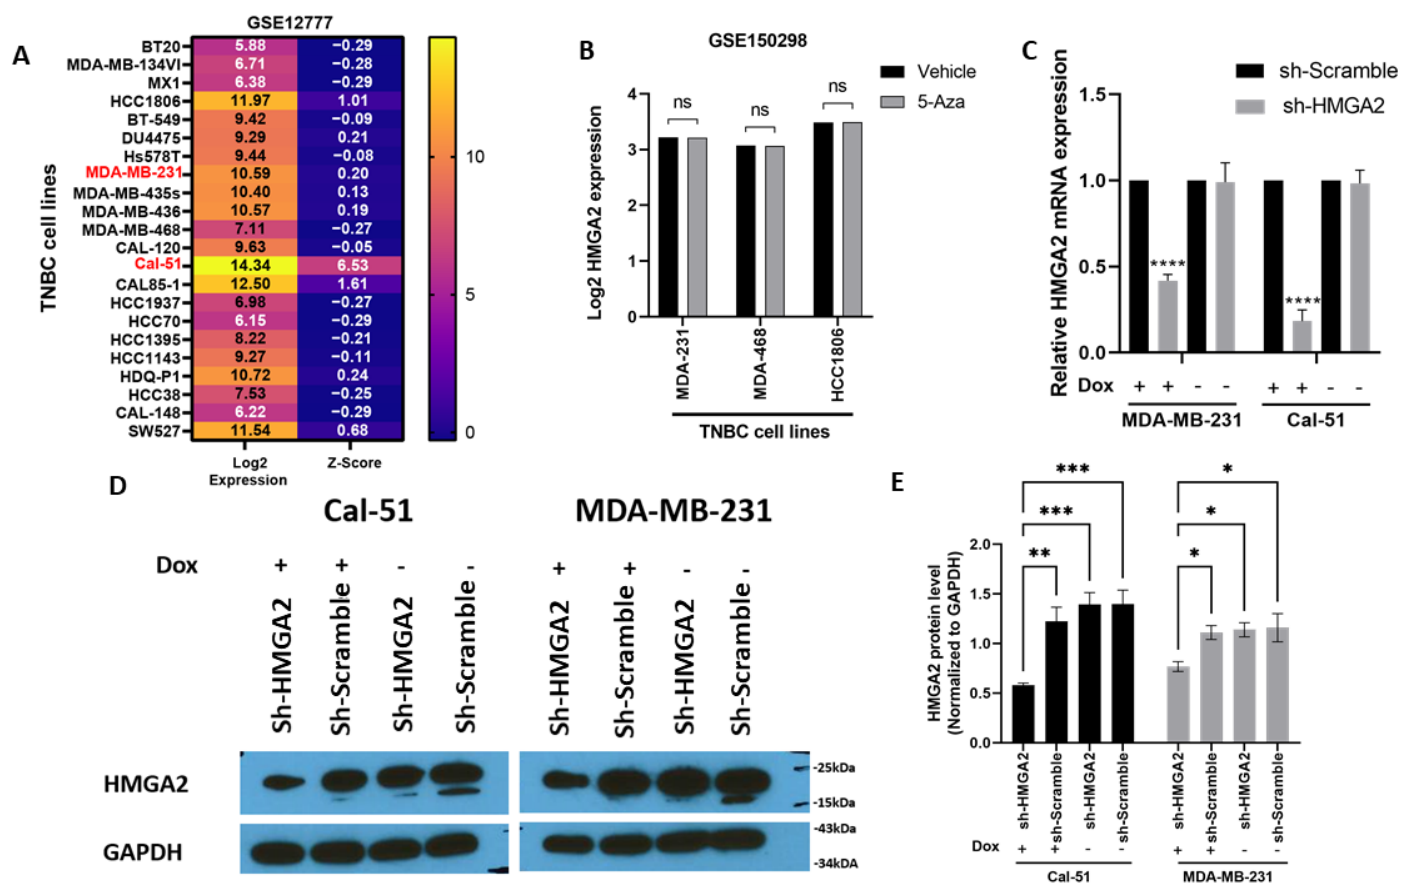 A
GSE12777
TNBC cell lines
BT20 5.88 −0.29
MDA-MB-134VI 6.71 −0.28
MX1 6.38 −0.29
HCC1806 11.97 1.01
BT-549 9.42 −0.09
DU4475 9.29 0.21
Hs578T 9.44 −0.08
MDA-MB-231 10.59 0.20
MDA-MB-435s 10.40 0.13
MDA-MB-436 10.57 0.19
MDA-MB-468 7.11 −0.27
CAL-120 9.63 −0.05
Cal-51 14.34 6.53
CAL85-1 12.50 1.61
HCC1937 6.98 −0.27
HCC70 6.15 −0.29
HCC1395 8.22 −0.21
HCC1143 9.27 −0.11
HDQ-P1 10.72 0.24
HCC38 7.53 −0.25
CAL-148 6.22 −0.29
SW527 11.54 0.68
Log2 Z-Score
Expression
10
5
0
B
GSE150298
Vehicle
5-Aza
Log2 HMGA2 expression
4
3
2
1
0
ns ns ns
MDA-231 MDA-468 HCC1806
TNBC cell lines
C
sh-Scramble
sh-HMGA2
Relative HMGA2 mRNA expression
1.5
1.0
0.5
0.0
**** ****
Dox + + - - + + - -
MDA-MB-231 Cal-51
D
Cal-51 MDA-MB-231
Dox + + - - + + - -
Sh-HMGA2 Sh-Scramble Sh-HMGA2 Sh-Scramble Sh-HMGA2 Sh-Scramble Sh-HMGA2 Sh-Scramble
HMGA2
-25kDa
-15kDa
GAPDH
-43kDa
-34kDA
E
*** *
*** *
** *
HMGA2 protein level
(Normalized to GAPDH)
2.0
1.5
1.0
0.5
0.0
sh-HMGA2 sh-Scramble sh-HMGA2 sh-Scramble sh-HMGA2 sh-Scramble sh-HMGA2 sh-Scramble
Dox + + - - + + - -
Cal-51 MDA-MB-231